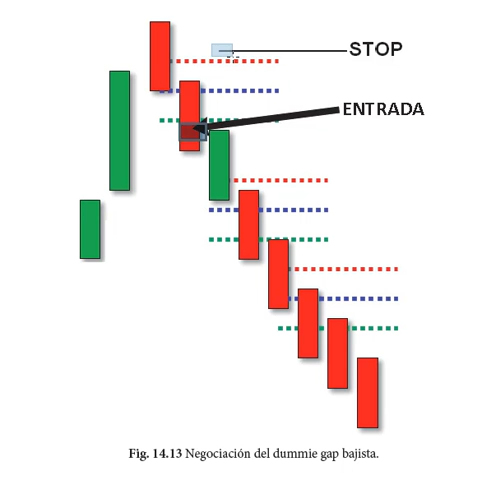 STOP
ENTRADA
Fig. 14.13 Negociación del dummie gap bajista.